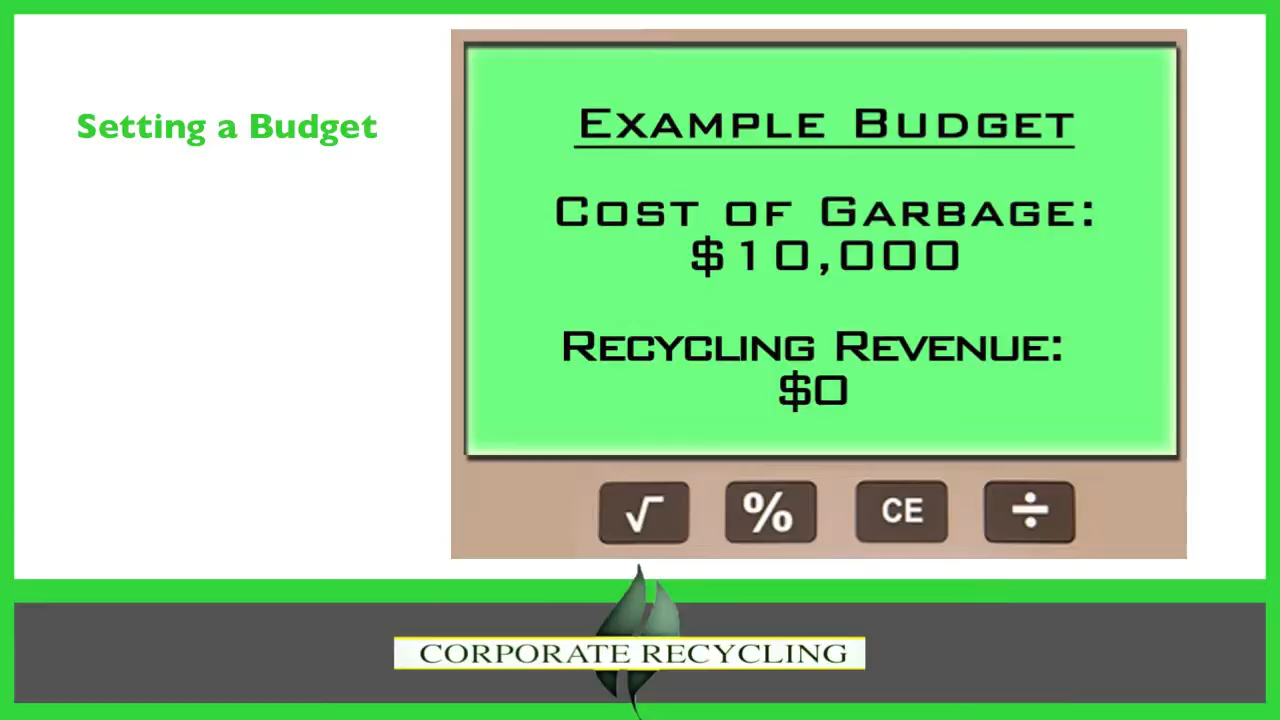 Setting a Budget
Example Budget
Cost of Garbage:
$10,000
Recycling Revenue:
$0
√ % CE ÷
CORPORATE RECYCLING